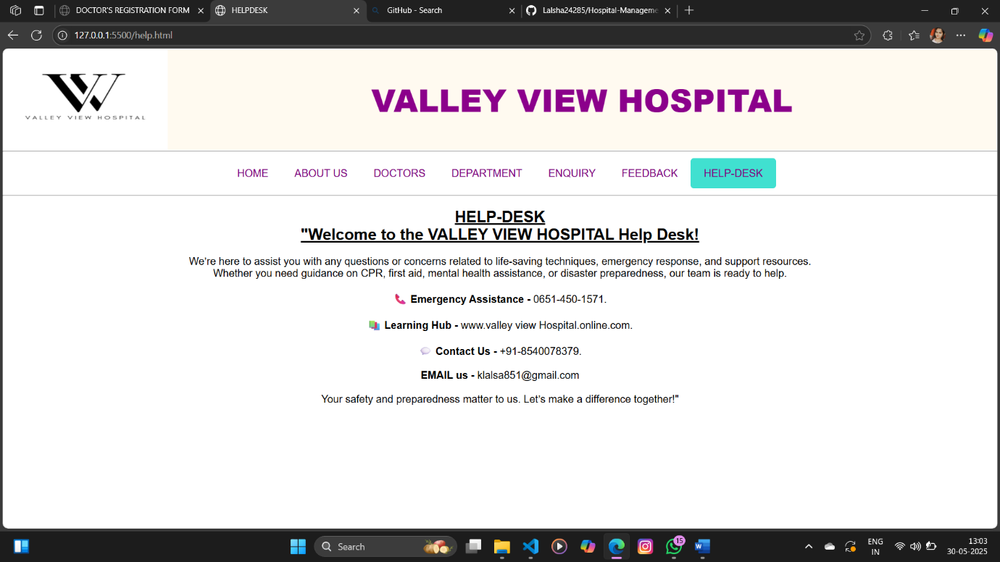 DOCTOR'S REGISTRATION FORM
HELPDESK
GitHub - Search
Lalsha24285/Hospital-Manageme
127.0.0.1:5500/help.html
VALLEY VIEW HOSPITAL
VALLEY VIEW HOSPITAL
HOME ABOUT US DOCTORS DEPARTMENT ENQUIRY FEEDBACK HELP-DESK
HELP-DESK
"Welcome to the VALLEY VIEW HOSPITAL Help Desk!
We're here to assist you with any questions or concerns related to life-saving techniques, emergency response, and support resources.
Whether you need guidance on CPR, first aid, mental health assistance, or disaster preparedness, our team is ready to help.
📞 Emergency Assistance - 0651-450-1571.
📚 Learning Hub - www.valley view Hospital.online.com.
💬 Contact Us - +91-8540078379.
EMAIL us - klalsa851@gmail.com
Your safety and preparedness matter to us. Let's make a difference together!"
Search
15
ENG
IN
13:03
30-05-2025